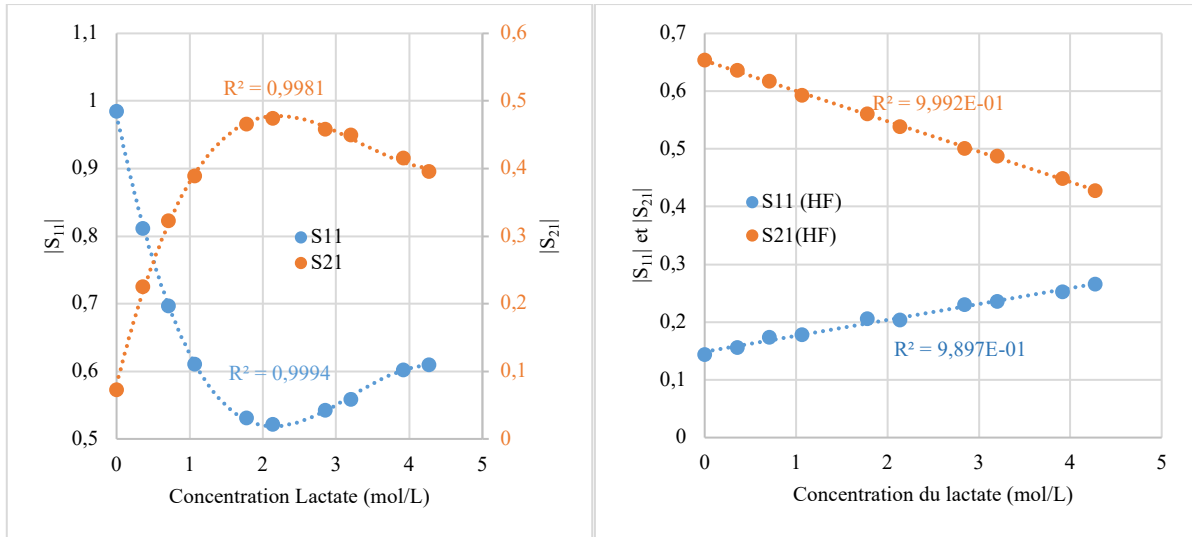 1,1
1
0,9
0,8
0,7
0,6
0,5
|S₁₁|
R² = 0,9981
R² = 0,9994
S11
S21
0,6
0,5
0,4
0,3
0,2
0,1
0
|S₂₁|
0 1 2 3 4 5
Concentration Lactate (mol/L)
0,7
0,6
0,5
0,4
0,3
0,2
0,1
0
|S₁₁| et |S₂₁|
R² = 9,992E-01
S11 (HF)
S21(HF)
R² = 9,897E-01
0 1 2 3 4 5
Concentration du lactate (mol/L)